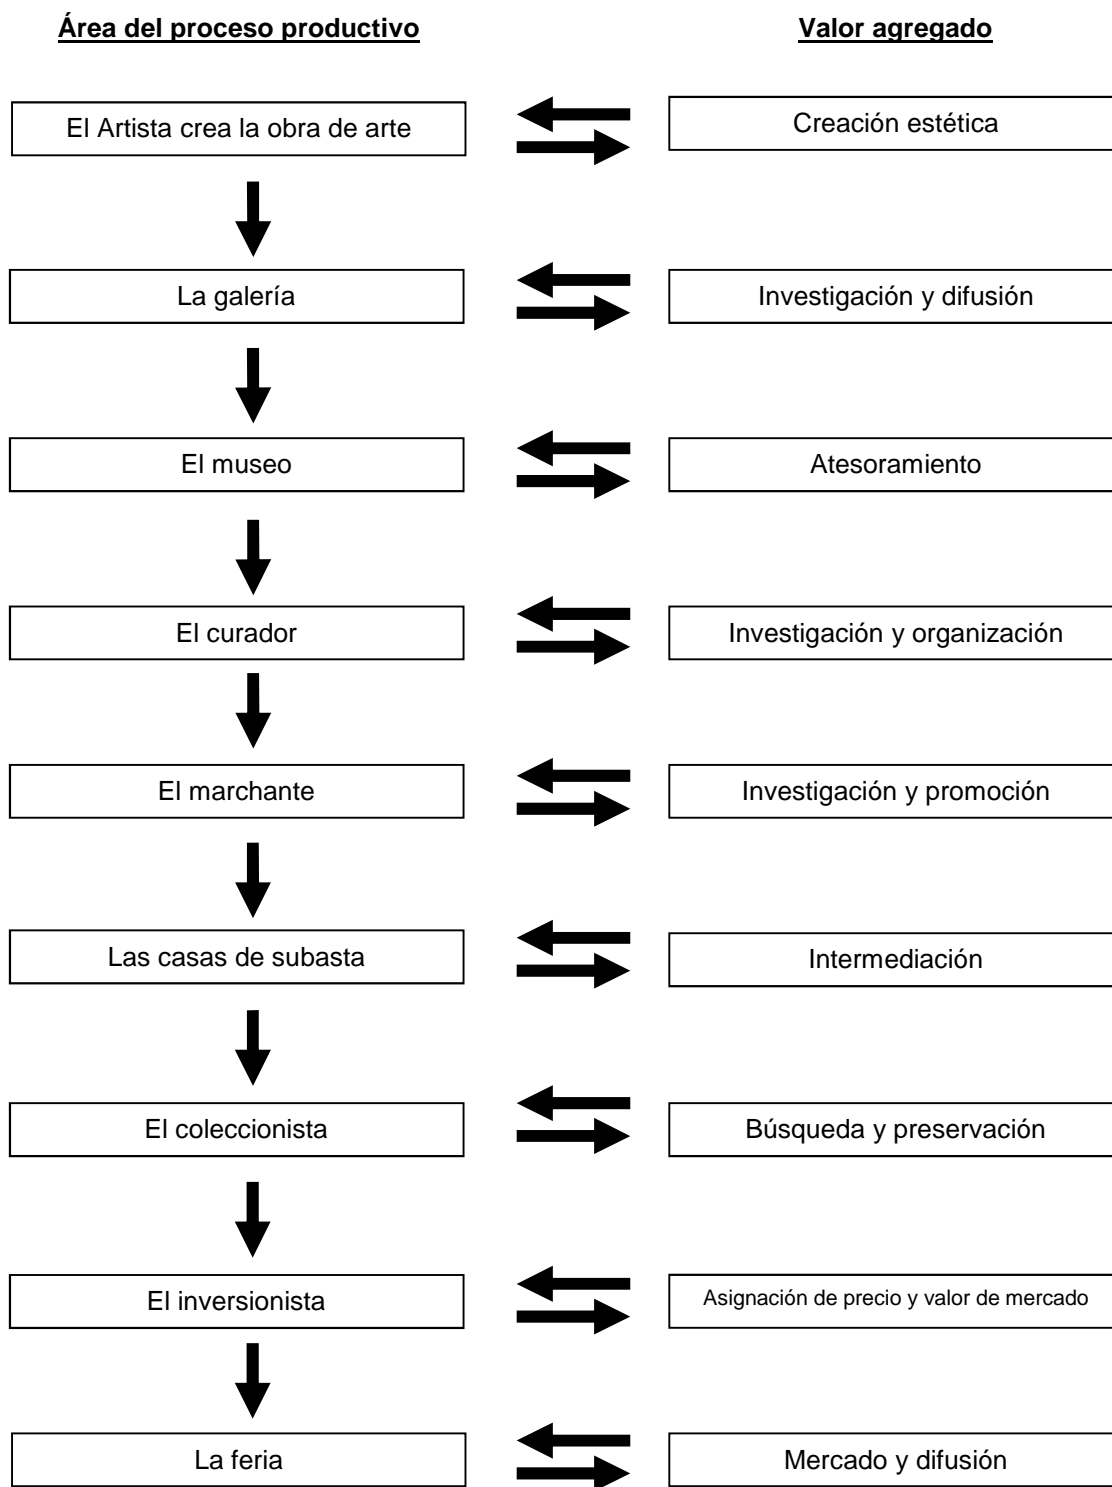 Área del proceso productivo
Valor agregado
El Artista crea la obra de arte
Creación estética
La galería
Investigación y difusión
El museo
Atesoramiento
El curador
Investigación y organización
El marchante
Investigación y promoción
Las casas de subasta
Intermediación
El coleccionista
Búsqueda y preservación
El inversionista
Asignación de precio y valor de mercado
La feria
Mercado y difusión